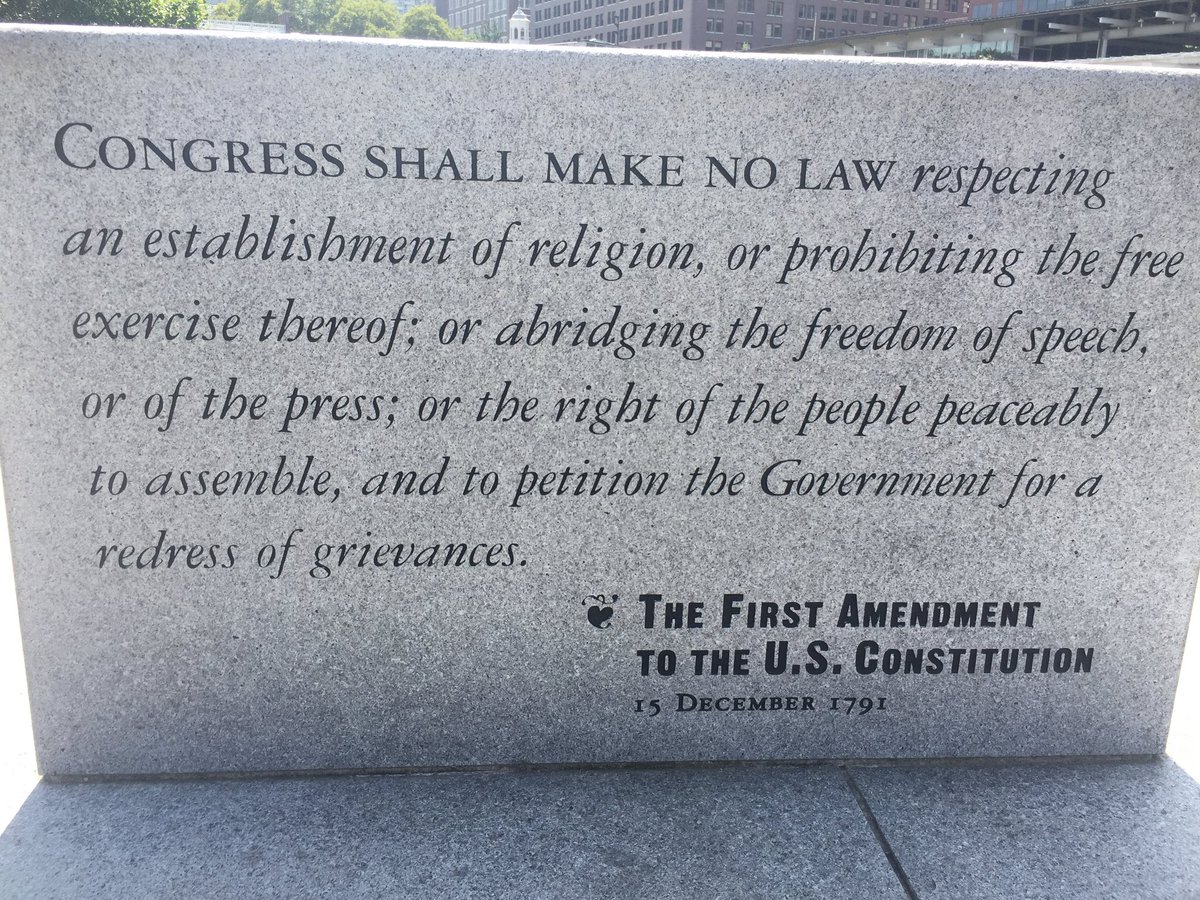 CONGRESS SHALL MAKE NO LAW respecting
an establishment of religion, or prohibiting the free
exercise thereof; or abridging the freedom of speech,
or of the press; or the right of the people peaceably
to assemble, and to petition the Government for a
redress of grievances.
❦ THE FIRST AMENDMENT
TO THE U.S. CONSTITUTION
15 DECEMBER 1791